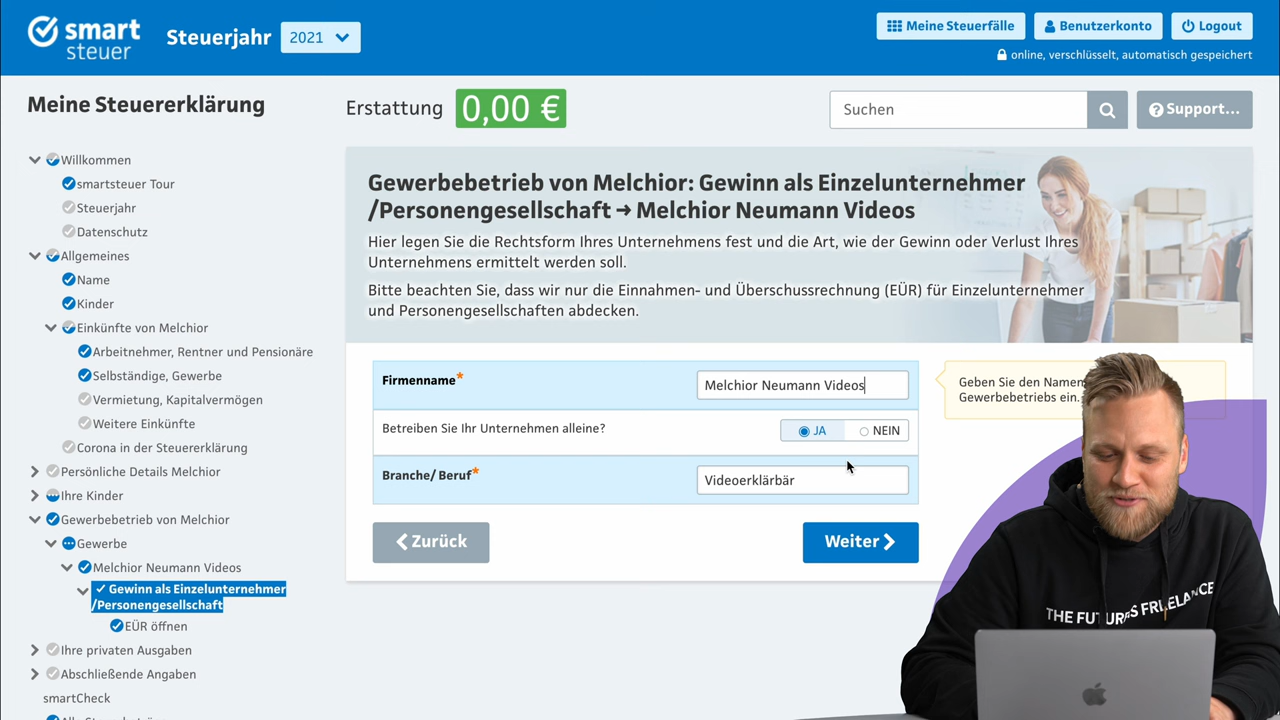 smart
steuer
Steuerjahr
2021
Meine Steuerfälle
Benutzerkonto
Logout
online, verschlüsselt, automatisch gespeichert
Meine Steuererklärung
Erstattung
0,00 €
Suchen
Support...
Willkommen
smartsteuer Tour
Steuerjahr
Datenschutz
Allgemeines
Name
Kinder
Einkünfte von Melchior
Arbeitnehmer, Rentner und Pensionäre
Selbständige, Gewerbe
Vermietung, Kapitalvermögen
Weitere Einkünfte
Corona in der Steuererklärung
Persönliche Details Melchior
Ihre Kinder
Gewerbebetrieb von Melchior
Gewerbe
Melchior Neumann Videos
Gewinn als Einzelunternehmer
/Personengesellschaft
EÜR öffnen
Ihre privaten Ausgaben
Abschließende Angaben
smartCheck
Gewerbebetrieb von Melchior: Gewinn als Einzelunternehmer
/Personengesellschaft → Melchior Neumann Videos
Hier legen Sie die Rechtsform Ihres Unternehmens fest und die Art, wie der Gewinn oder Verlust Ihres
Unternehmens ermittelt werden soll.
Bitte beachten Sie, dass wir nur die Einnahmen- und Überschussrechnung (EÜR) für Einzelunternehmer
und Personengesellschaften abdecken.
Firmenname*
Melchior Neumann Videos
Geben Sie den Namen
Gewerbebetriebs ein.
Betreiben Sie Ihr Unternehmen alleine?
JA
NEIN
Branche/ Beruf*
Videoerklärbär
Zurück
Weiter
THE FUTURE IS FREELANCE